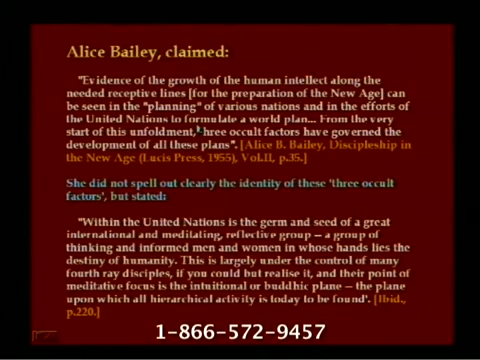 Alice Bailey, claimed:
"Evidence of the growth of the human intellect along the
needed receptive lines [for the preparation of the New Age] can
be seen in the "planning" of various nations and in the efforts of
the United Nations to formulate a world plan... From the very
start of this unfoldment, three occult factors have governed the
development of all these plans". [Alice B. Bailey, Discipleship in
the New Age (Lucis Press, 1955), Vol.II, p.35.]
She did not spell out clearly the identity of these 'three occult
factors', but stated:
"Within the United Nations is the germ and seed of a great
international and meditating, reflective group – a group of
thinking and informed men and women in whose hands lies the
destiny of humanity. This is largely under the control of many
fourth ray disciples, if you could but realise it, and their point of
meditative focus is the intuitional or buddhic plane – the plane
upon which all hierarchical activity is today to be found'. [Ibid.,
p.220.]
1-866-572-9457